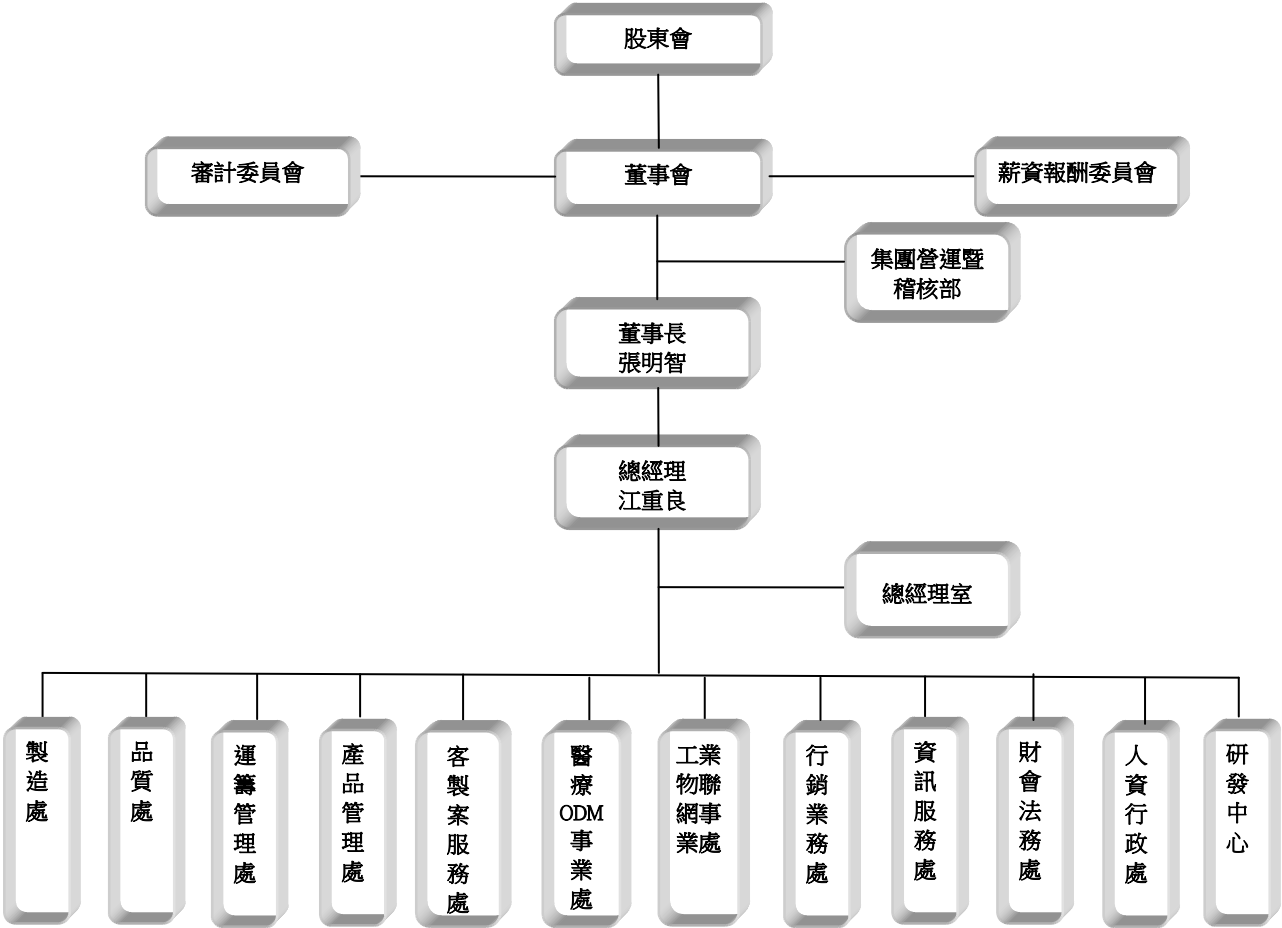 股東會
審計委員會
董事會
薪資報酬委員會
集團營運暨
稽核部
董事長
張明智
總經理
江重良
總經理室
製造處
品質處
運籌管理處
產品管理處
客製案服務處
醫療ODM事業處
工業
物聯
網事
業處
行銷業務處
資訊服務處
財會法務處
人資行政處
研發中心